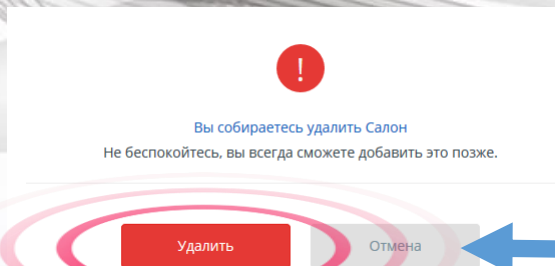 !
Вы собираетесь удалить Салон
Не беспокойтесь, вы всегда сможете добавить это позже.
Удалить Отмена